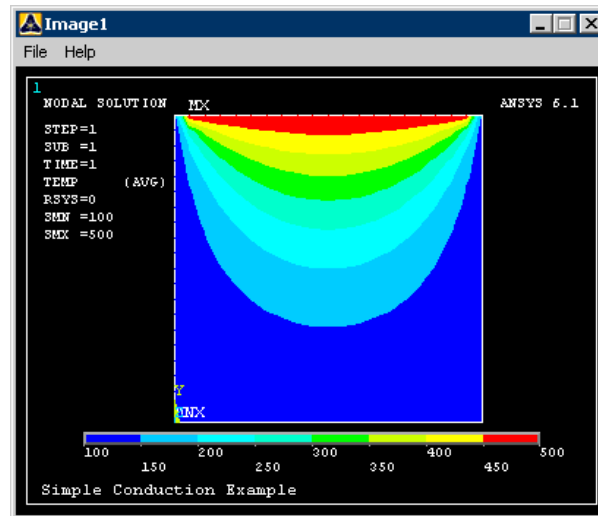 Image1
File Help
1
NODAL SOLUTION
MX
ANSYS 6.1
STEP=1
SUB =1
TIME=1
TEMP (AVG)
RSYS=0
SMN =100
SMX =500
Y
MNX
100 200 300 400 500
150 250 350 450
Simple Conduction Example